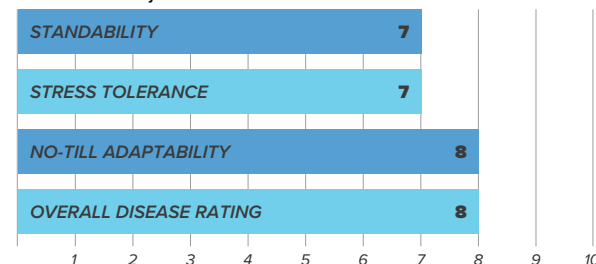 STANDABILITY 7
STRESS TOLERANCE 7
NO-TILL ADAPTABILITY 8
OVERALL DISEASE RATING 8
1 2 3 4 5 6 7 8 9 10